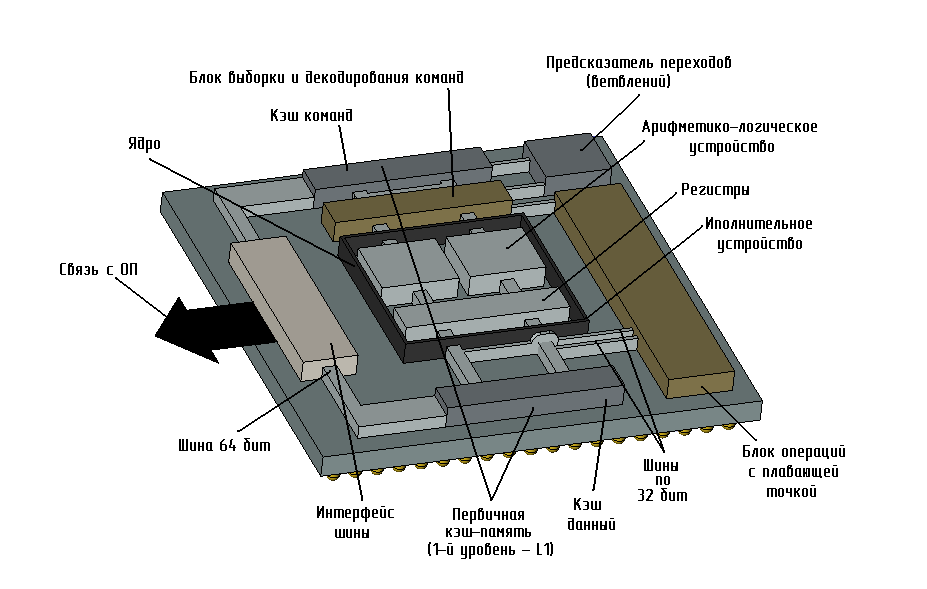 Предсказатель переходов
(ветвлений)
Блок выборки и декодирования команд
Кэш команд
Арифметико-логическое
устройство
Ядро
Регистры
Иполнительное
устройство
Связь с ОП
Шина 64 бит
Блок операций
с плавающей
точкой
Шины
по
32 бит
Интерфейс
шины
Первичная
кэш-память
(1-й уровень - L1)
Кэш
данный